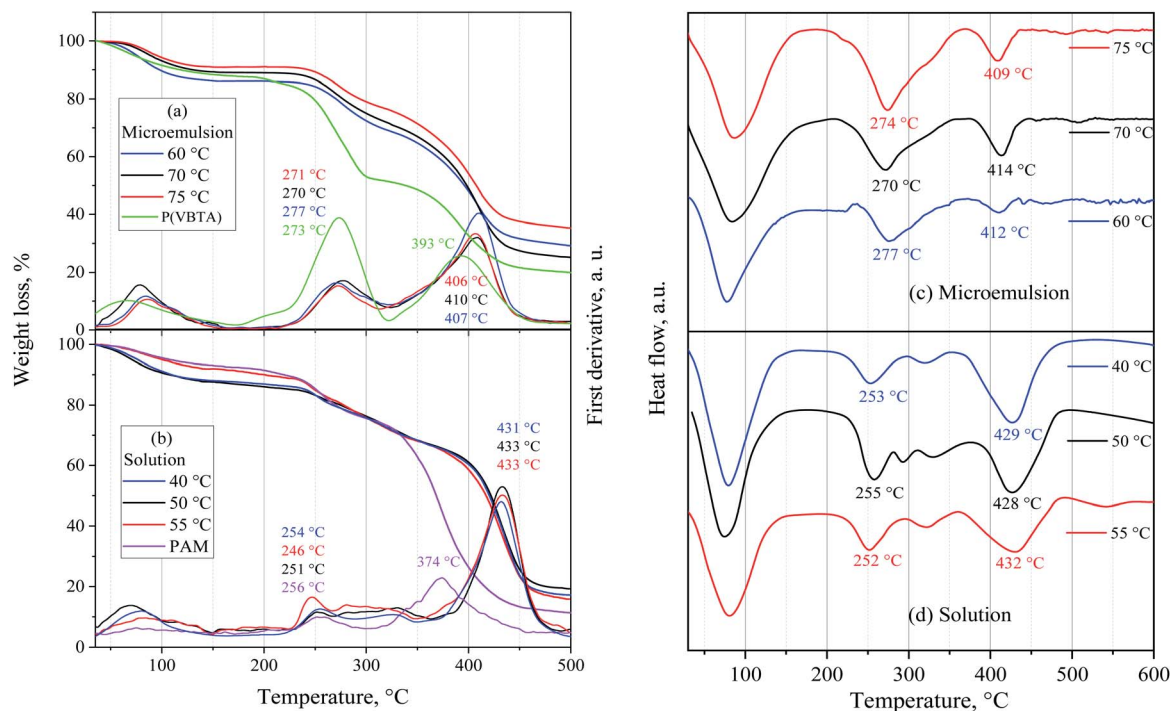 100
80
60
40
20
0
(a)
Microemulsion
60 °C
70 °C
75 °C
P(VBTA)
271 °C
270 °C
277 °C
273 °C
393 °C
406 °C
410 °C
407 °C
100
80
60
40
20
0
(b)
Solution
40 °C
50 °C
55 °C
PAM
254 °C
246 °C
251 °C
256 °C
374 °C
431 °C
433 °C
433 °C
100
200
300
400
500
Temperature, °C
Weight loss, %
First derivative, a. u.
75 °C
409 °C
274 °C
70 °C
414 °C
270 °C
60 °C
412 °C
277 °C
(c) Microemulsion
40 °C
253 °C
429 °C
50 °C
255 °C
428 °C
55 °C
252 °C
432 °C
(d) Solution
100
200
300
400
500
600
Temperature, °C
Heat flow, a.u.